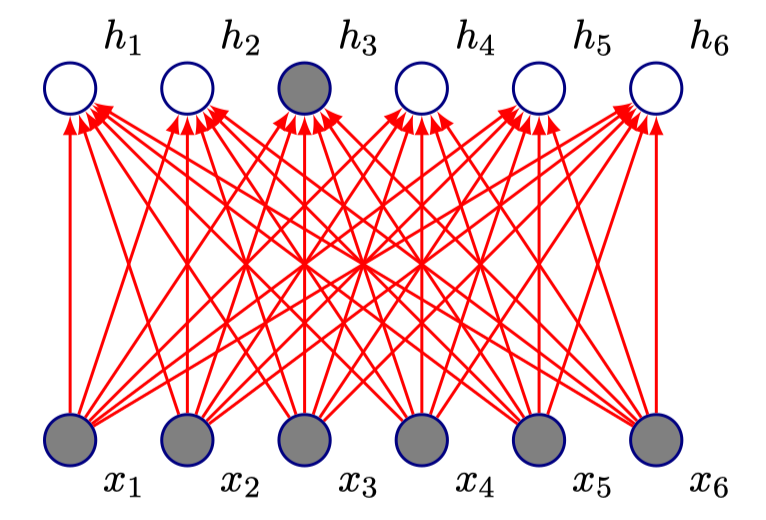 h₁ h₂ h₃ h₄ h₅ h₆
x₁ x₂ x₃ x₄ x₅ x₆